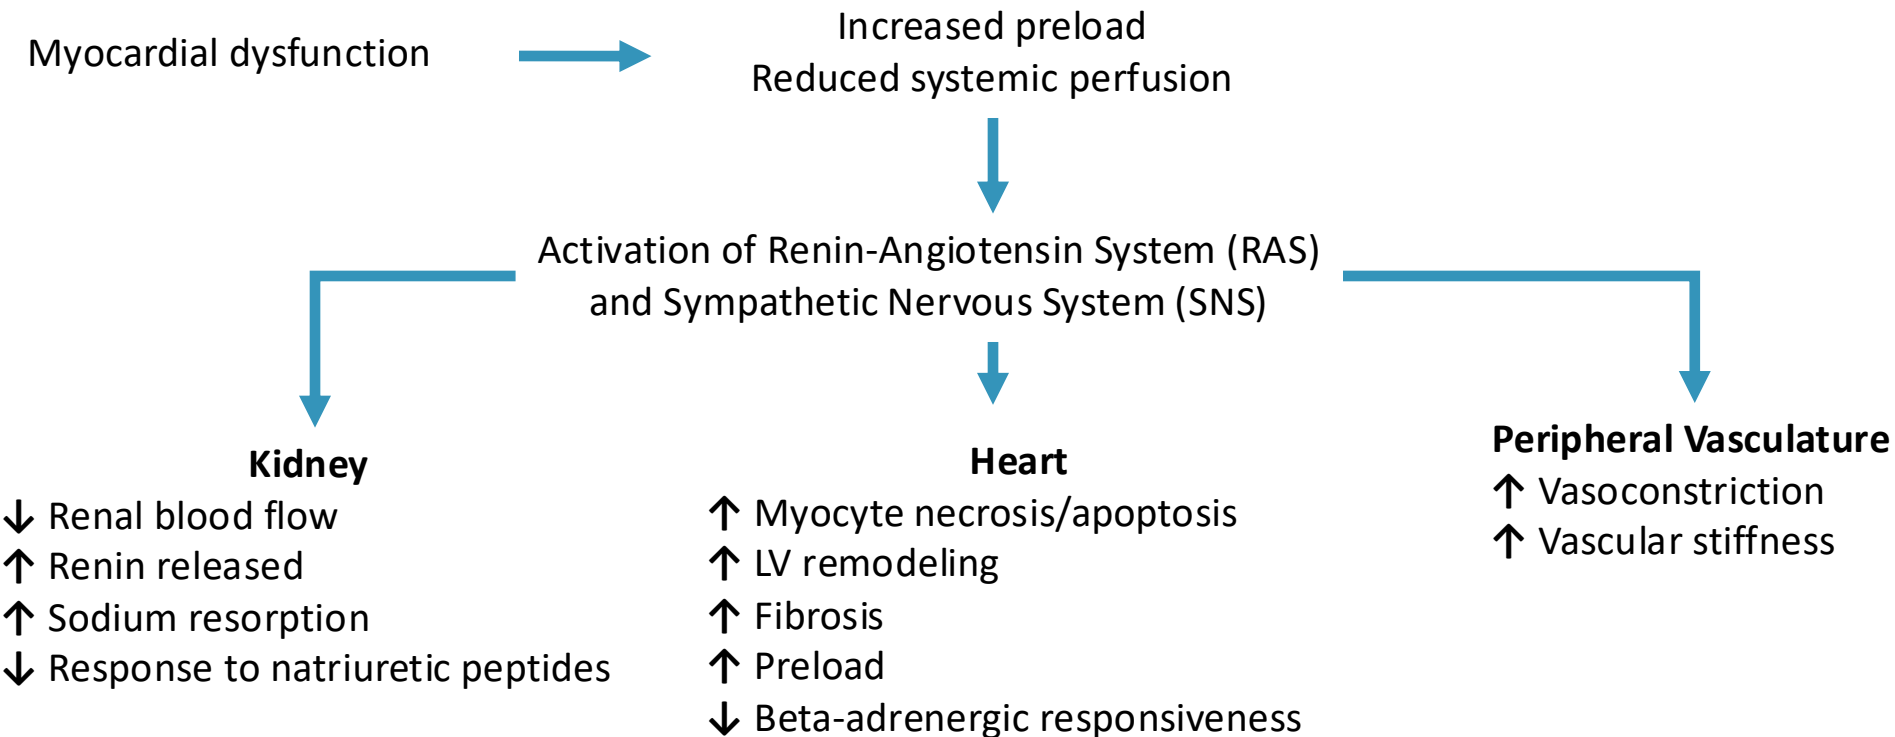 Myocardial dysfunction
Increased preload
Reduced systemic perfusion
Activation of Renin-Angiotensin System (RAS)
and Sympathetic Nervous System (SNS)
Kidney
↓ Renal blood flow
↑ Renin released
↑ Sodium resorption
↓ Response to natriuretic peptides
Heart
↑ Myocyte necrosis/apoptosis
↑ LV remodeling
↑ Fibrosis
↑ Preload
↓ Beta-adrenergic responsiveness
Peripheral Vasculature
↑ Vasoconstriction
↑ Vascular stiffness